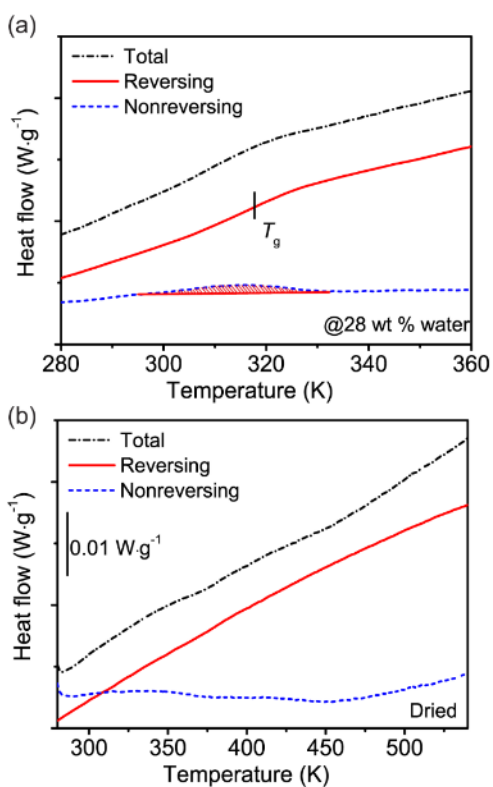 (a)
Total
Reversing
Nonreversing
Heat flow (W·g⁻¹)
Tg
@28 wt % water
280 300 320 340 360
Temperature (K)
(b)
Total
Reversing
Nonreversing
0.01 W·g⁻¹
Heat flow (W·g⁻¹)
Dried
300 350 400 450 500
Temperature (K)